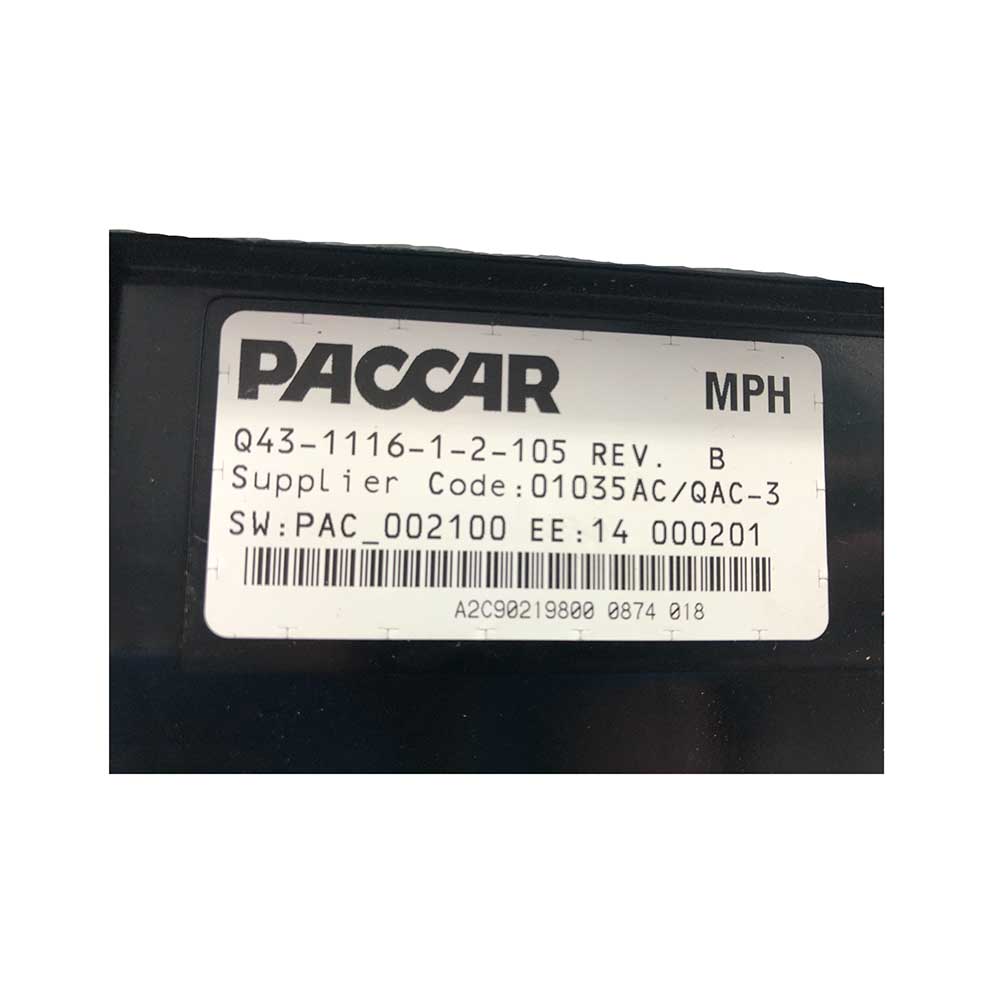 PACCAR MPH
Q43-1116-1-2-105 REV. B
Supplier Code:01035AC/QAC-3
SW:PAC_002100 EE:14 000201
A2C90219800 0874 018